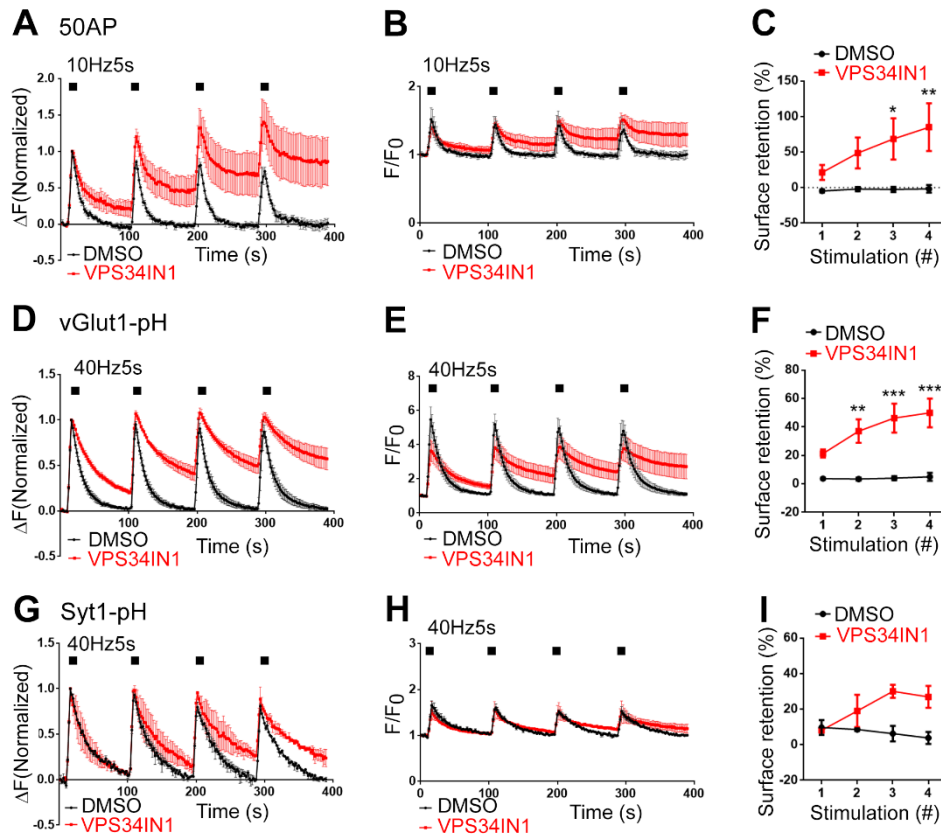 A 50AP
10Hz5s
ΔF(Normalized)
2.0
1.5
1.0
0.5
0.0
-0.5
100
200
300
400
Time (s)
DMSO
VPS34IN1
B
10Hz5s
F/F0
2.0
1.5
1.0
0.5
0.0
0
100
200
300
400
Time (s)
DMSO
VPS34IN1
C
DMSO
VPS34IN1
Surface retention (%)
150
100
50
0
-50
* **
1 2 3 4
Stimulation (#)
D vGlut1-pH
40Hz5s
ΔF(Normalized)
1.5
1.0
0.5
0.0
-0.5
100
200
300
400
Time (s)
DMSO
VPS34IN1
E
40Hz5s
F/F0
8
6
4
2
0
0 100 200 300 400
Time (s)
DMSO
VPS34IN1
F
DMSO
VPS34IN1
Surface retention (%)
80
60
40
20
0
-20
** *** ***
1 2 3 4
Stimulation (#)
G Syt1-pH
40Hz5s
ΔF(Normalized)
1.5
1.0
0.5
0.0
-0.5
100
200
300
400
Time (s)
DMSO
VPS34IN1
H
40Hz5s
F/F0
3
2
1
0
0 100 200 300 400
Time (s)
DMSO
VPS34IN1
I
DMSO
VPS34IN1
Surface retention (%)
60
40
20
0
-20
1 2 3 4
Stimulation (#)